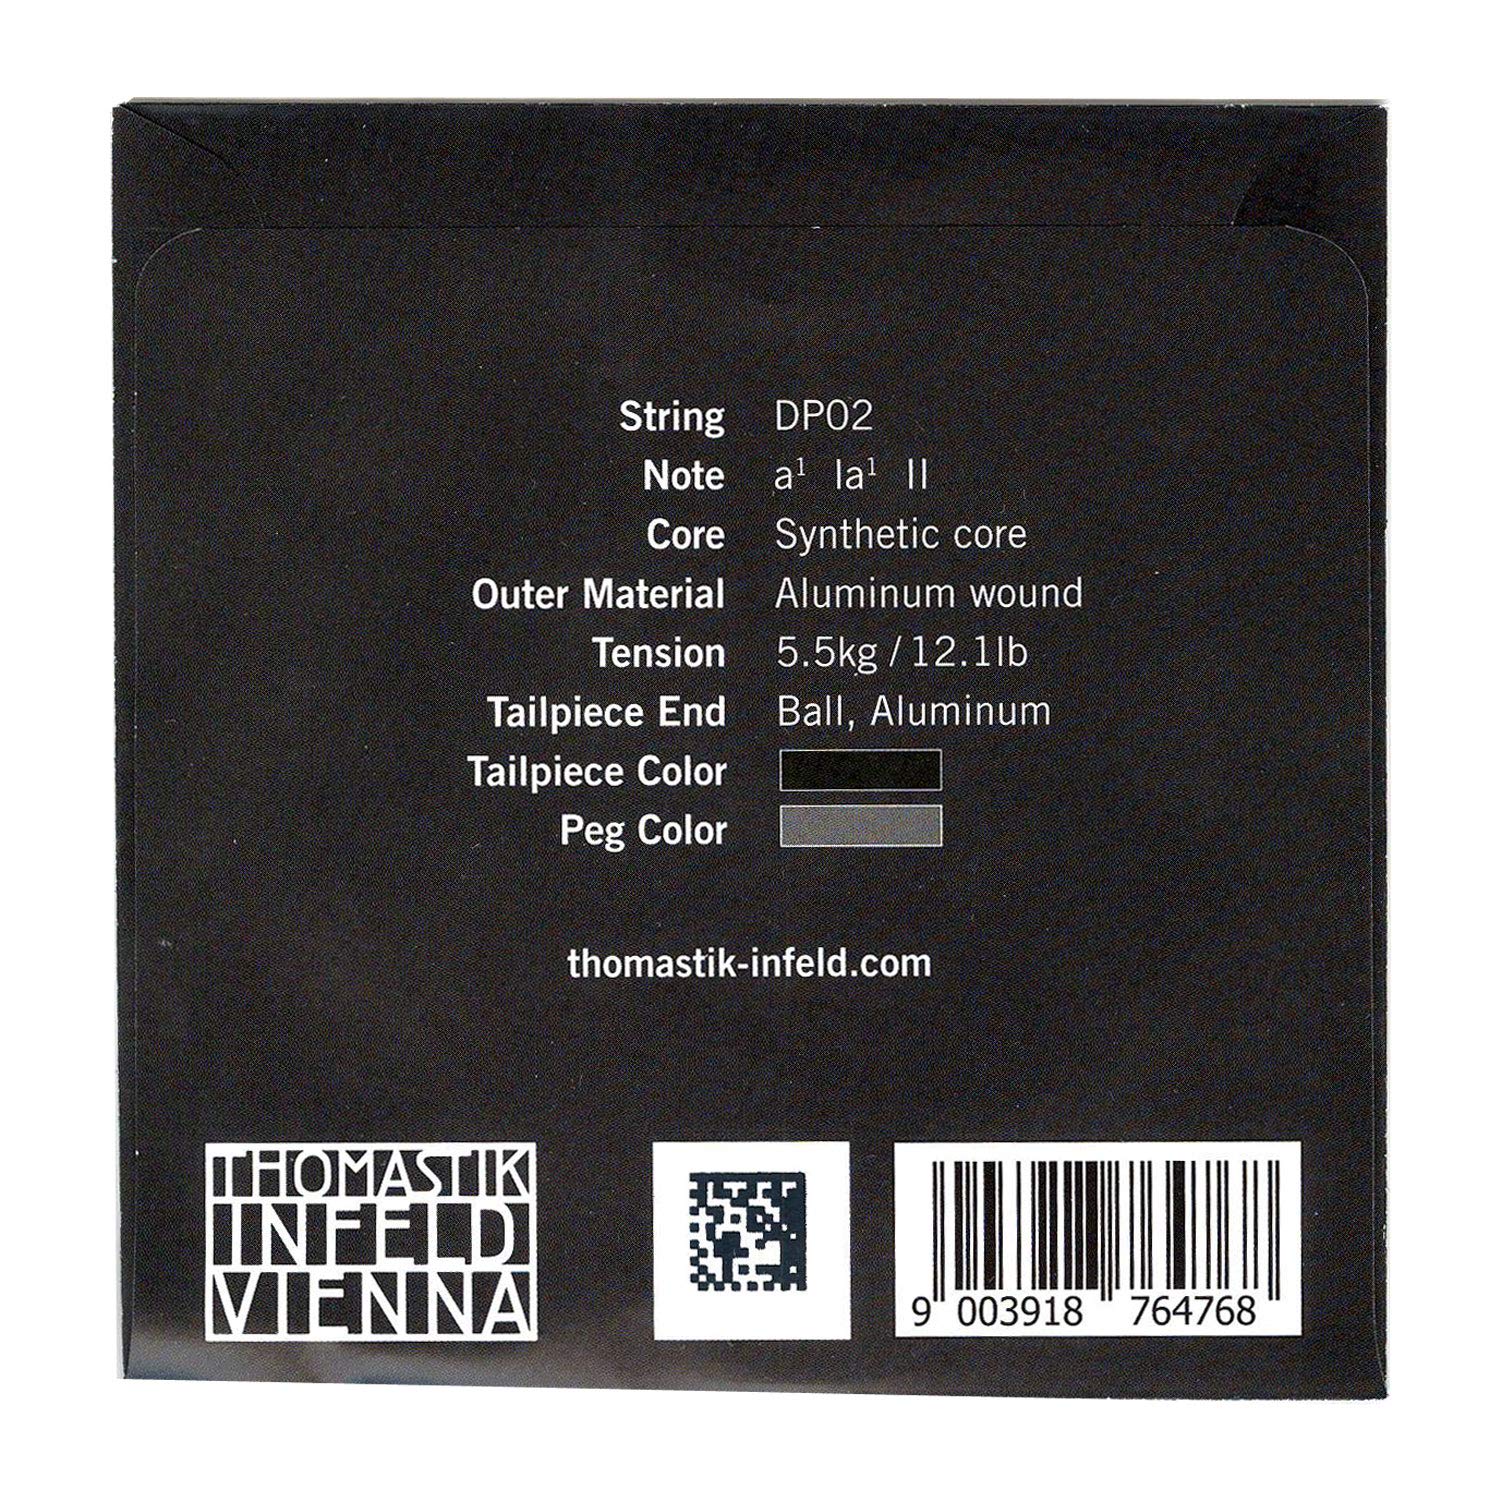 String DP02
Note a¹ la¹ II
Core Synthetic core
Outer Material Aluminum wound
Tension 5.5kg / 12.1lb
Tailpiece End Ball, Aluminum
Tailpiece Color
Peg Color
thomastik-infeld.com
THOMASTIK
INFELD
VIENNA
9 003918 764768